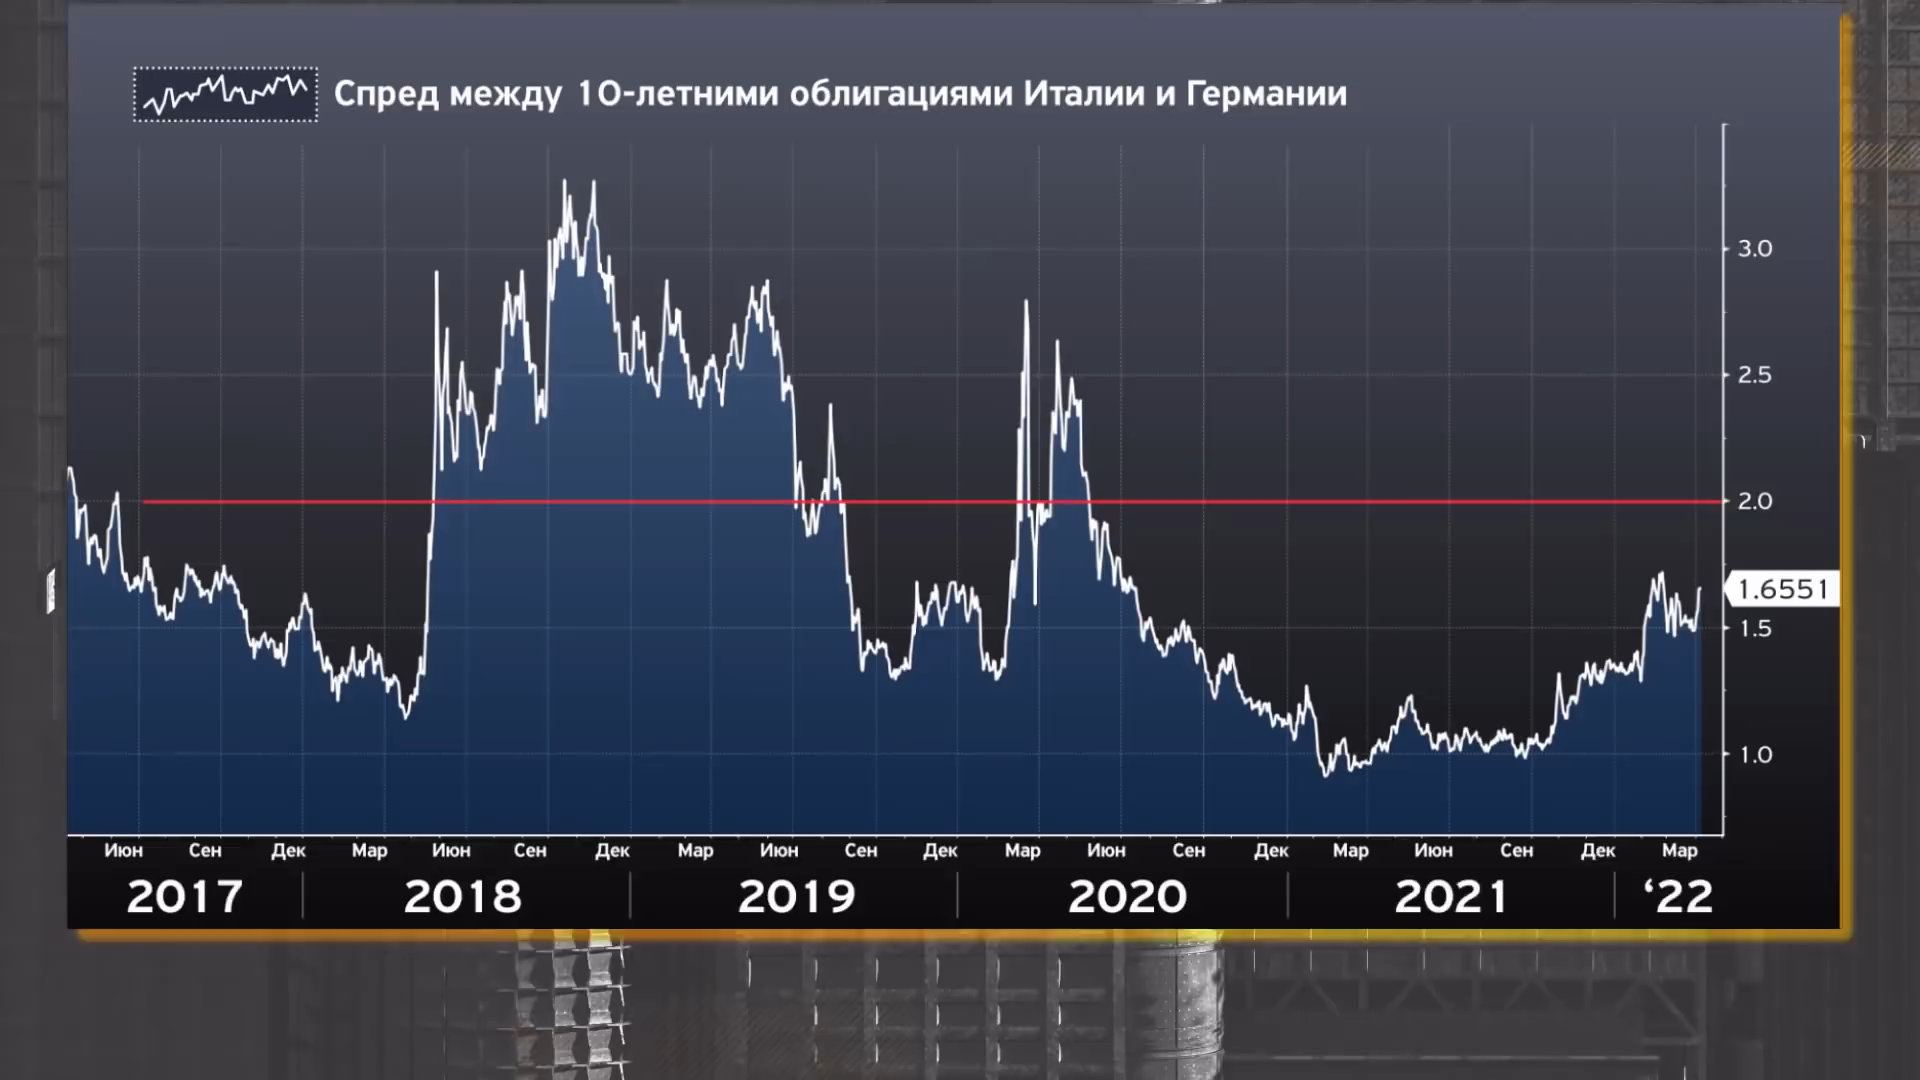 Спред между 10-летними облигациями Италии и Германии
3.0
2.5
2.0
1.6551
1.5
1.0
Июн Сен Дек Мар Июн Сен Дек Мар Июн Сен Дек Мар Июн Сен Дек Мар Июн Сен Дек Мар
2017 2018 2019 2020 2021 ‘22